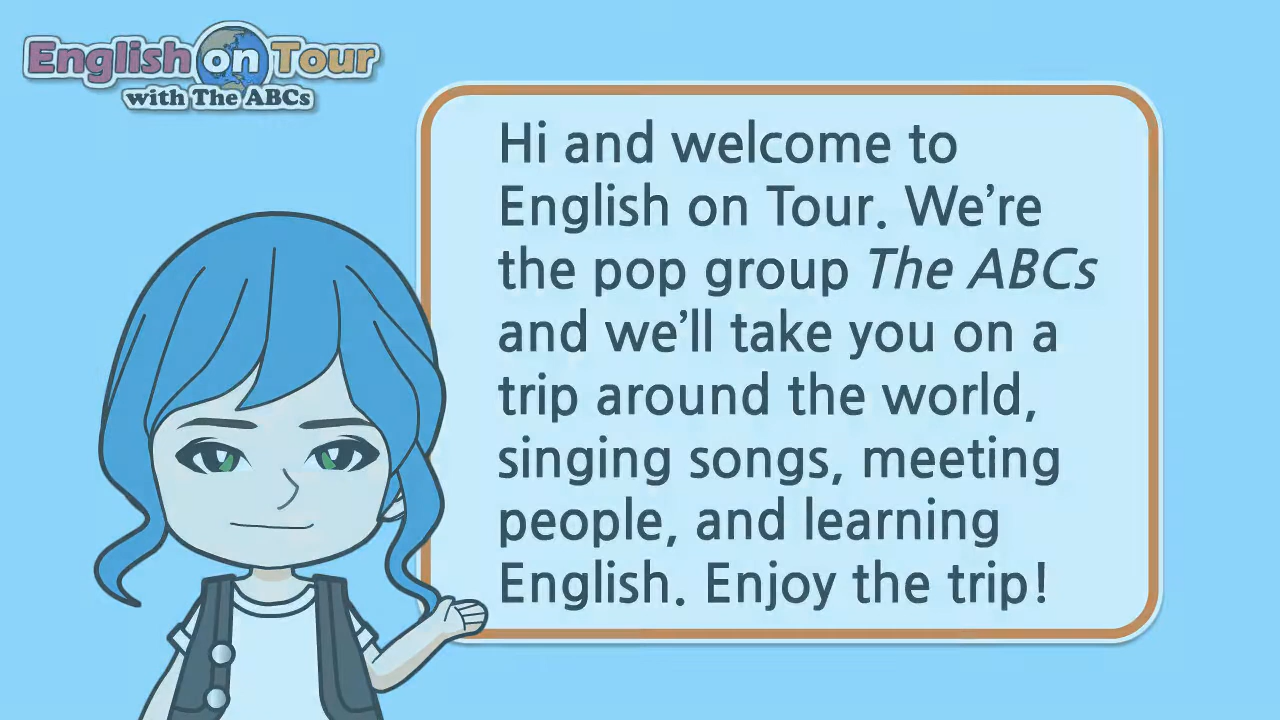 English on Tour
with The ABCs
Hi and welcome to
English on Tour. We’re
the pop group The ABCs
and we’ll take you on a
trip around the world,
singing songs, meeting
people, and learning
English. Enjoy the trip!